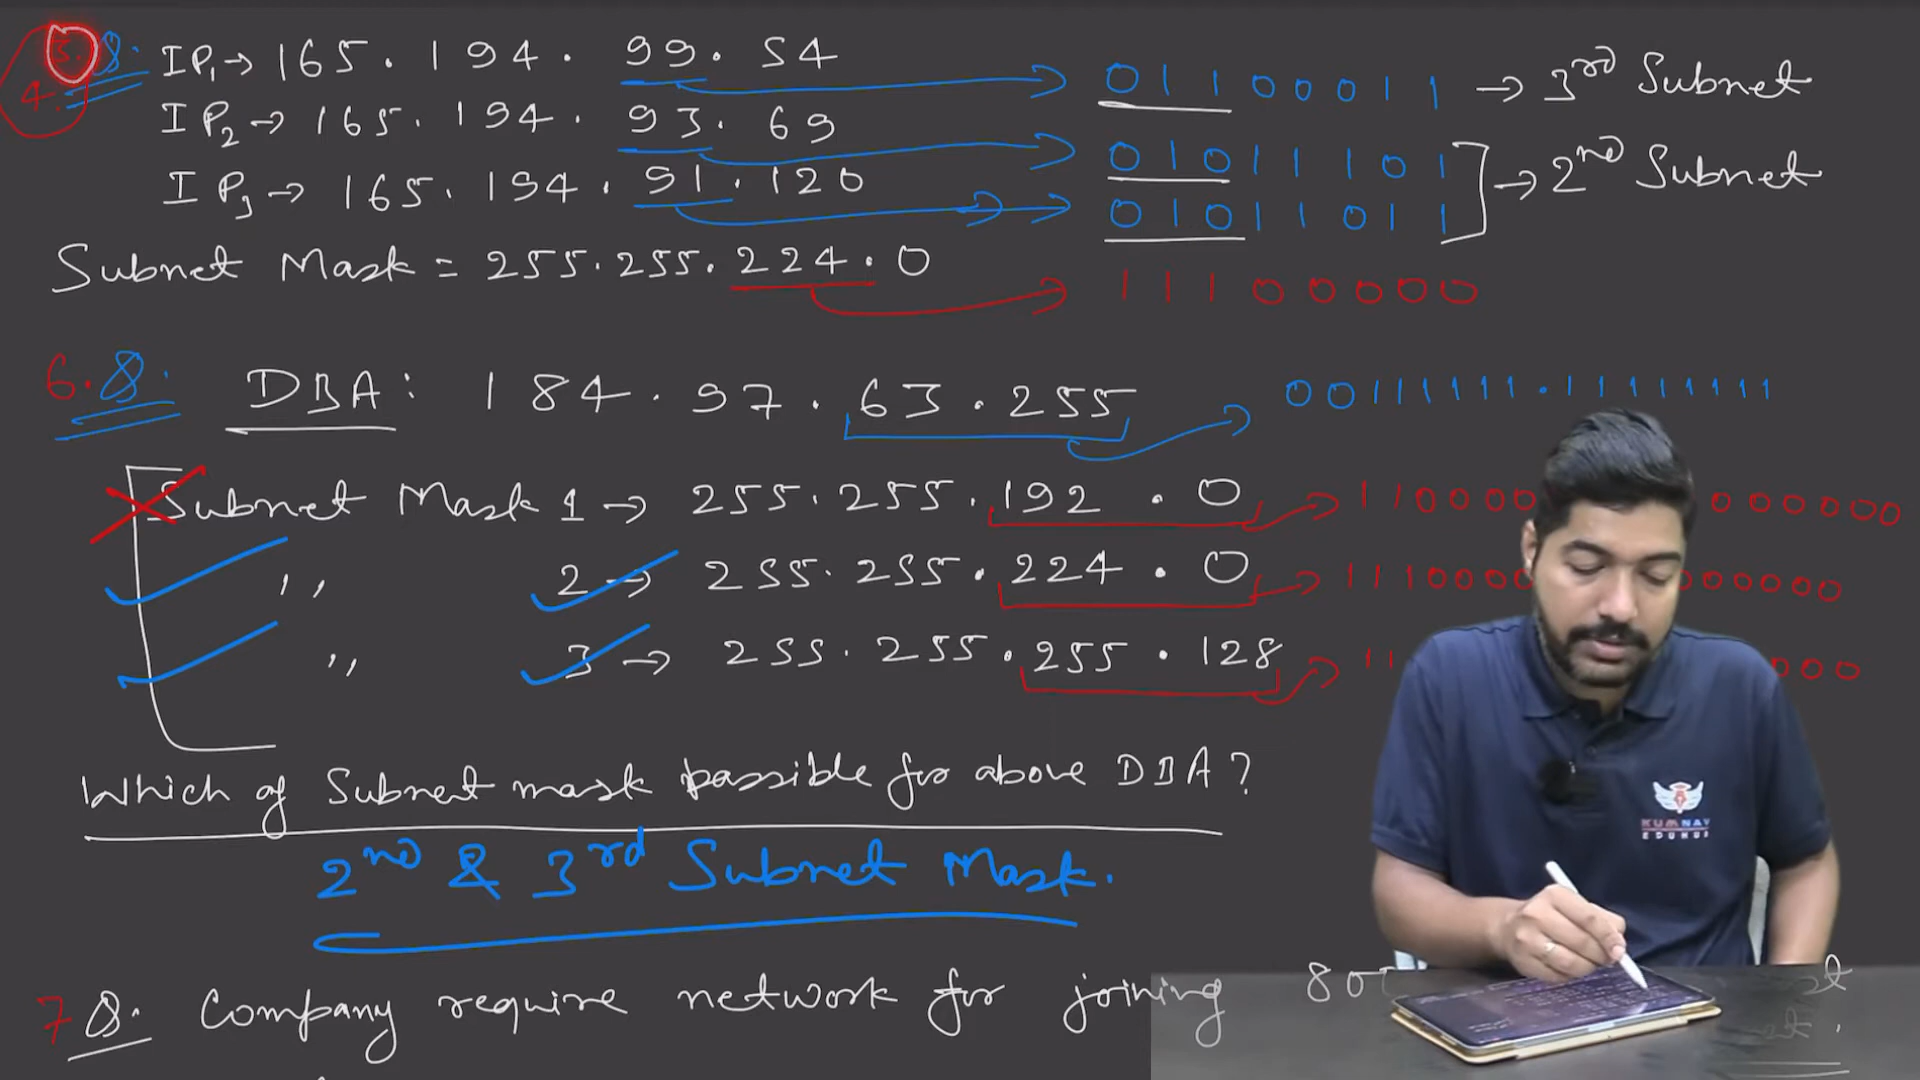 5. 4. Q. IP1→ 165. 194. 99. 54 → 01100011 → 3rd Subnet
IP2→ 165. 194. 93. 69 → 01011101
IP3→ 165. 194. 91. 120 → 01011011 → 2nd Subnet
Subnet Mask = 255.255.224.0 → 11100000
6. Q. DBA: 184. 97. 63. 255 → 00111111.11111111
Subnet Mask 1 → 255. 255. 192. 0
,, 2 → 255. 255. 224. 0
,, 3 → 255. 255. 255. 128
Which of Subnet mask possible for above DBA?
2nd & 3rd Subnet Mask.
KUMNAV
EDUHUS
7 Q. Company require network for joining